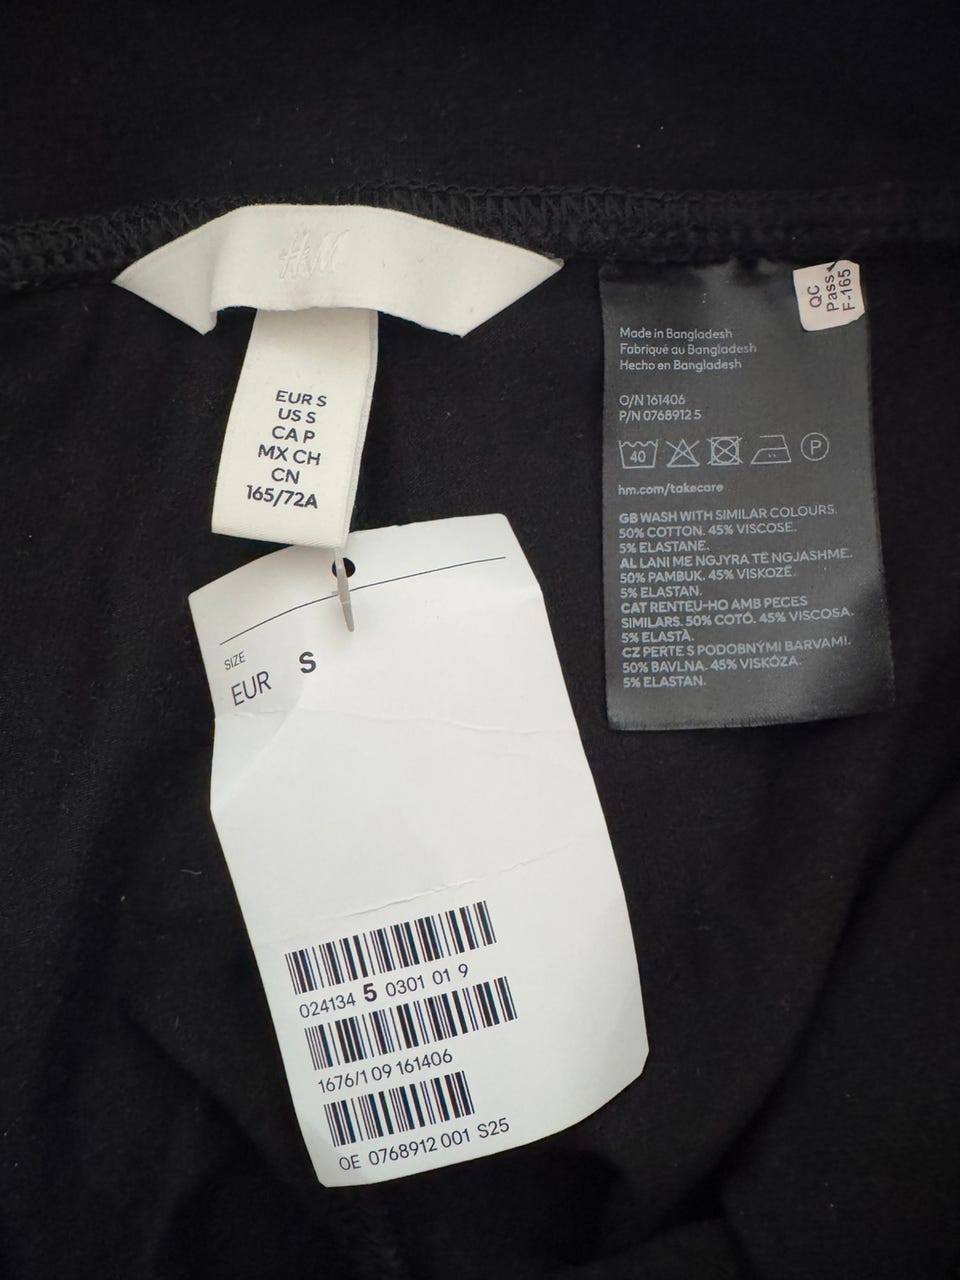 H&M
EUR S
US S
CA P
MX CH
CN
165/72A
SIZE
EUR S
024134 5 0301 01 9
1676/1 09 161406
OE 0768912 001 S25
QC
Pass
F-165
Made in Bangladesh
Fabriqué au Bangladesh
Hecho en Bangladesh
O/N 161406
P/N 0768912 5
40
P
hm.com/takecare
GB WASH WITH SIMILAR COLOURS.
50% COTTON. 45% VISCOSE.
5% ELASTANE.
AL LANI ME NGJYRA TË NGJASHME.
50% PAMBUK. 45% VISKOZË.
5% ELASTAN.
CAT RENTEU-HO AMB PECES
SIMILARS. 50% COTÓ. 45% VISCOSA.
5% ELASTÀ.
CZ PERTE S PODOBNÝMI BARVAMI.
50% BAVLNA. 45% VISKÓZA.
5% ELASTAN.